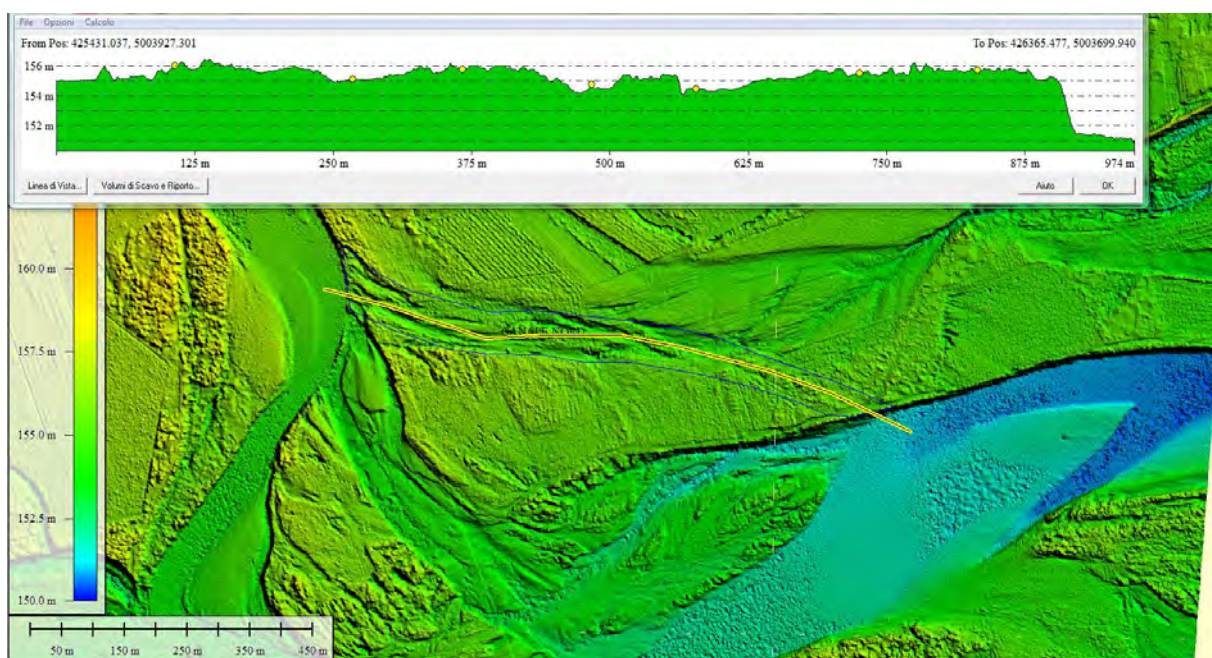 File Opzioni Calcolo
From Pos: 425431.037, 5003927.301 To Pos: 426365.477, 5003699.940
156 m
154 m
152 m
125 m 250 m 375 m 500 m 625 m 750 m 875 m 974 m
Linea di Vista... Volumi di Scavo e Riporto... Aiuto OK
160.0 m
157.5 m
155.0 m
152.5 m
150.0 m
50 m 150 m 250 m 350 m 450 m